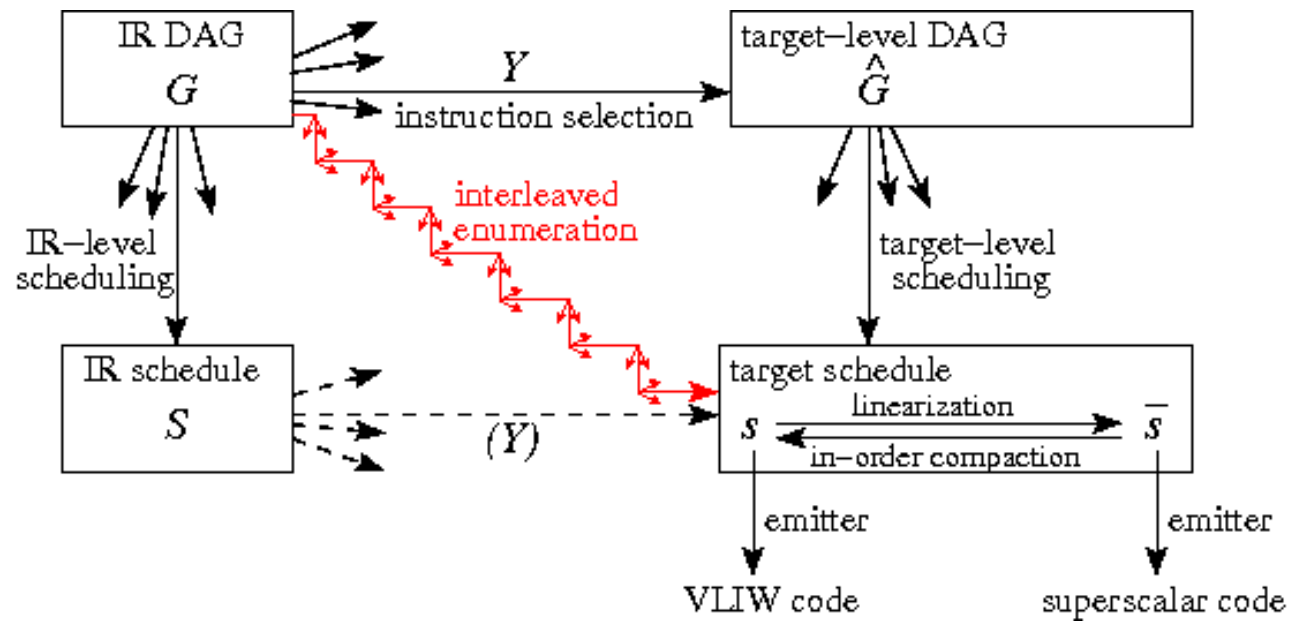 IR DAG
G
Y
instruction selection
target–level DAG
Ĝ
interleaved
enumeration
IR–level
scheduling
target–level
scheduling
IR schedule
S
(Y)
target schedule
s
linearization
in–order compaction
s̅
emitter
emitter
VLIW code
superscalar code